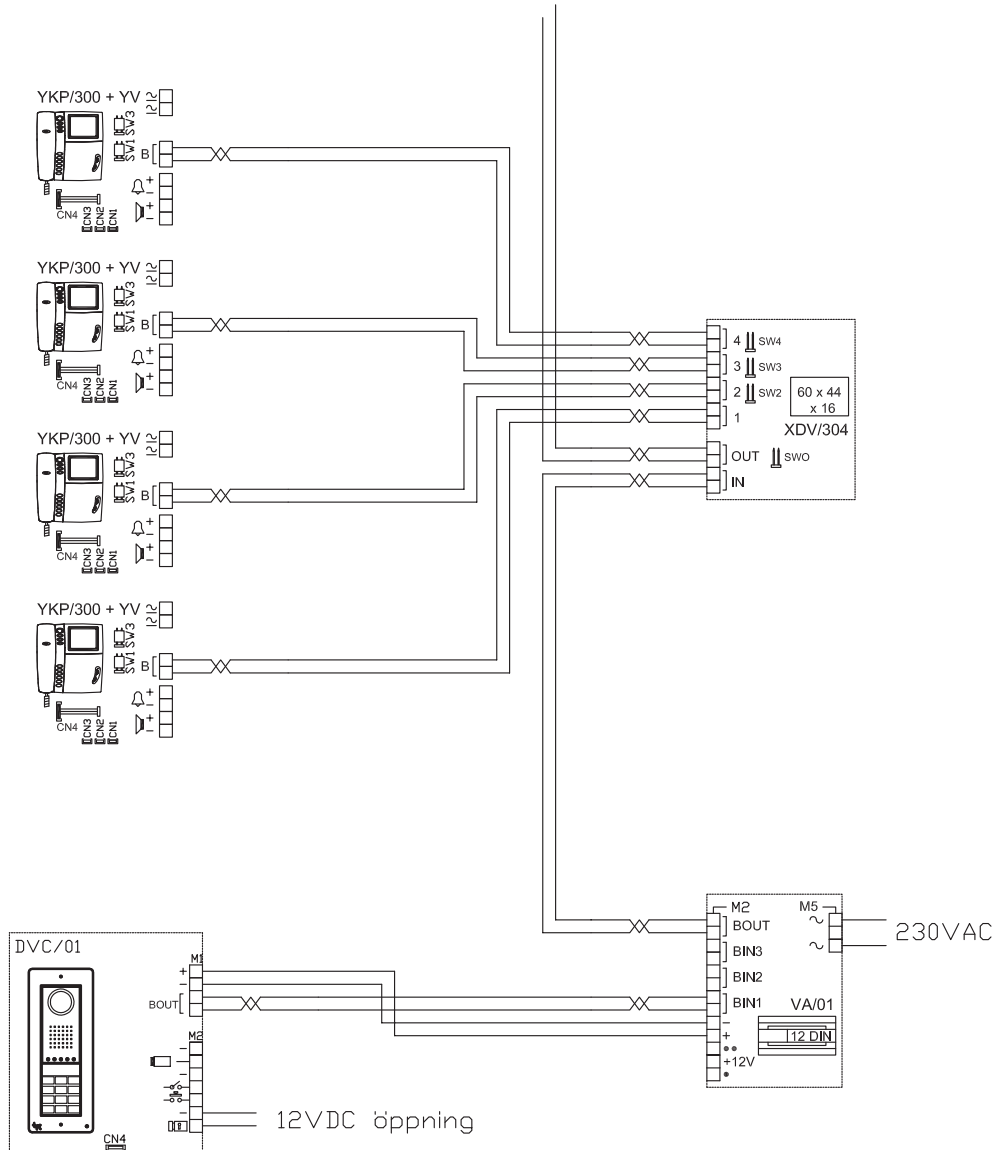 YKP/300 + YV
SW3
SW1
B
+
-
+
-
CN4
CN3
CN2
CN1
YKP/300 + YV
SW3
SW1
B
+
-
+
-
CN4
CN3
CN2
CN1
YKP/300 + YV
SW3
SW1
B
+
-
+
-
CN4
CN3
CN2
CN1
YKP/300 + YV
SW3
SW1
B
+
-
+
-
CN4
CN3
CN2
CN1
4 SW4
3 SW3
2 SW2
1
60 x 44
x 16
XDV/304
OUT SWO
IN
M2
M5
BOUT
~
~
230VAC
BIN3
BIN2
BIN1
VA/01
-
+
12 DIN
+12V
DVC/01
M1
+
-
BOUT
M2
-
-
-
12VDC öppning
CN4